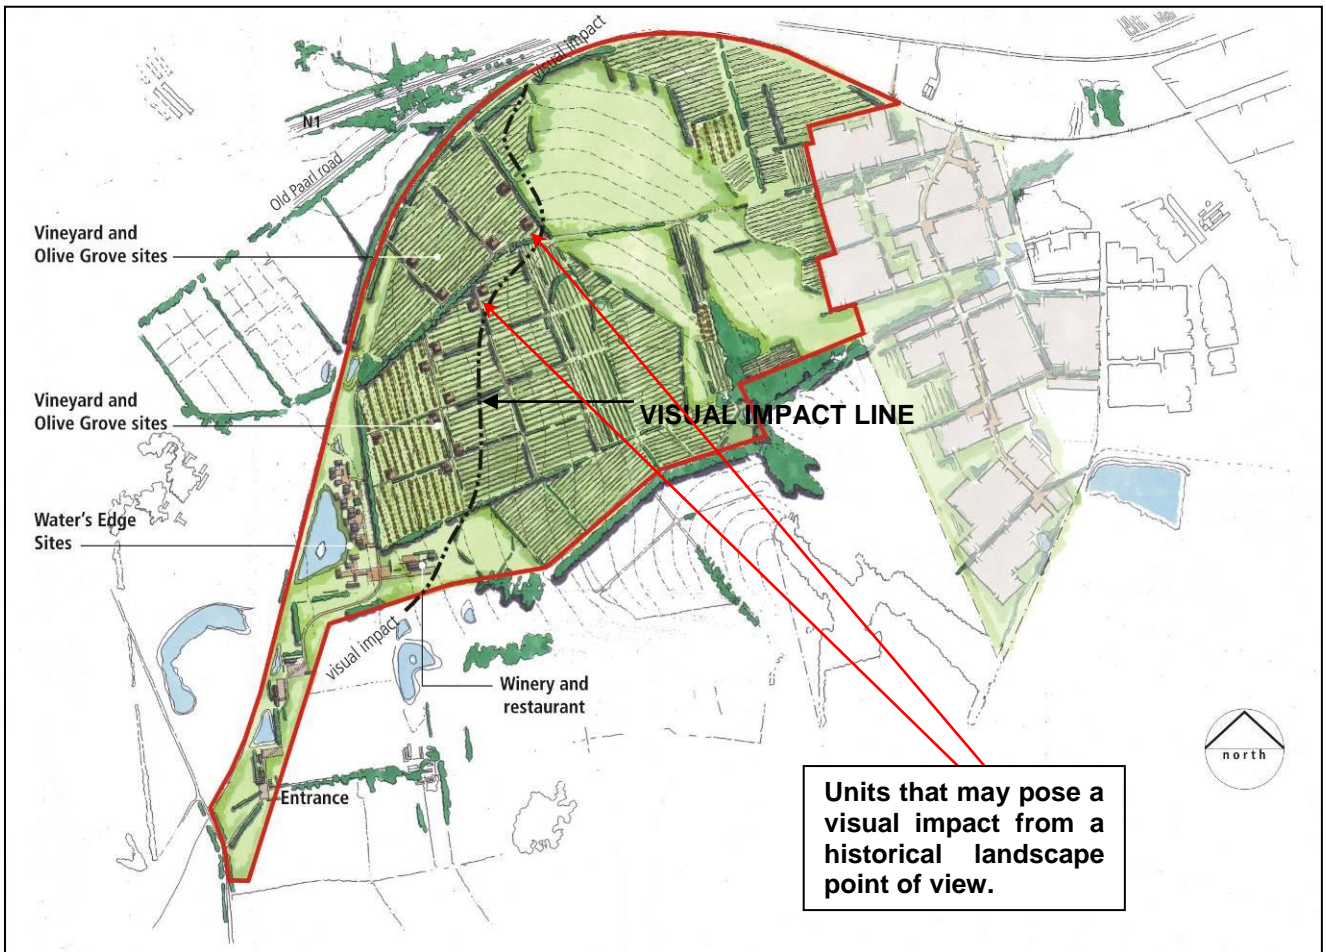 visual impact
N1
Old Paarl road
Vineyard and
Olive Grove sites
Vineyard and
Olive Grove sites
VISUAL IMPACT LINE
Water's Edge
Sites
visual impact
Winery and
restaurant
Entrance
north
Units that may pose a
visual impact from a
historical landscape
point of view.